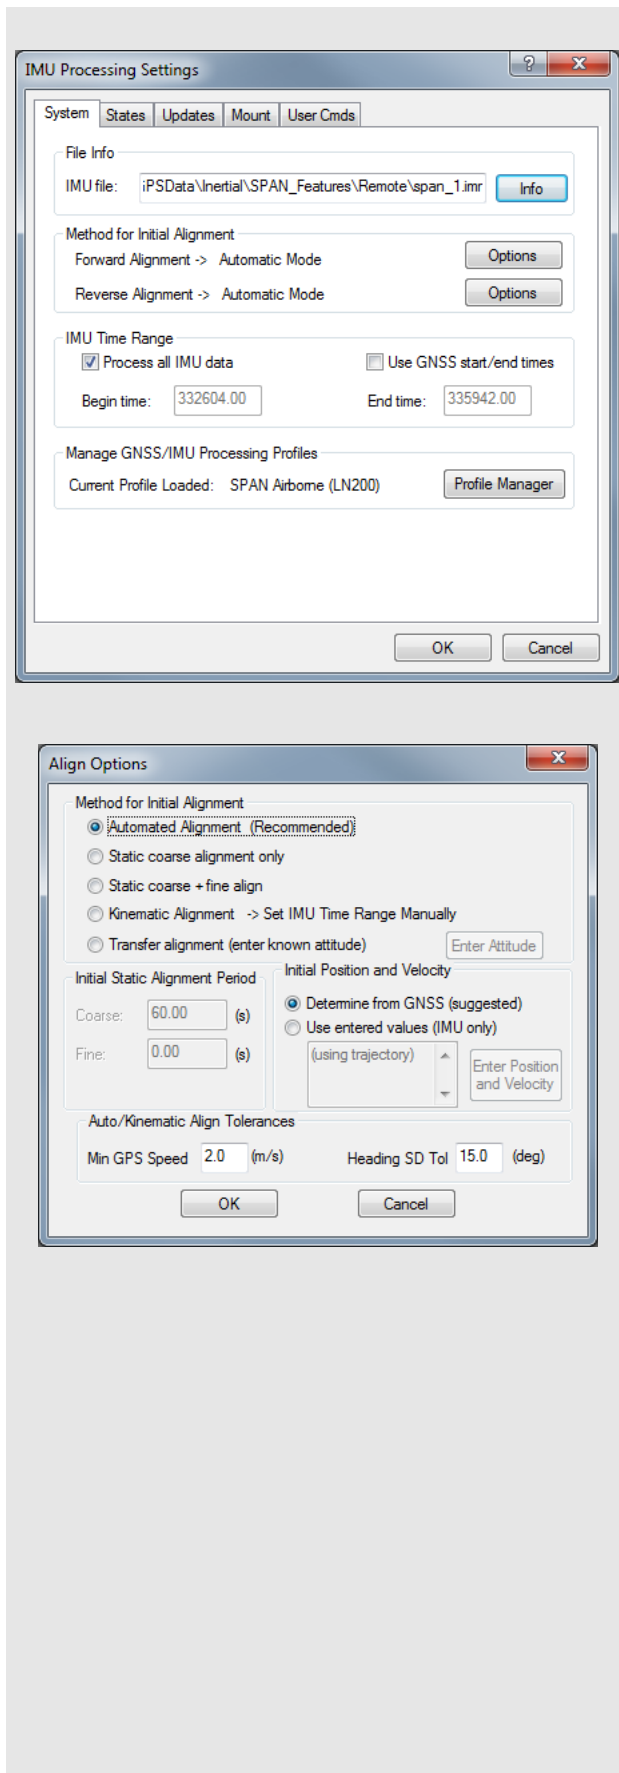 IMU Processing Settings
?
X
System States Updates Mount User Cmds
File Info
IMU file: iPSData\Inertial\SPAN_Features\Remote\span_1.imr Info
Method for Initial Alignment
Forward Alignment -> Automatic Mode Options
Reverse Alignment -> Automatic Mode Options
IMU Time Range
Process all IMU data Use GNSS start/end times
Begin time: 332604.00 End time: 335942.00
Manage GNSS/IMU Processing Profiles
Current Profile Loaded: SPAN Airborne (LN200) Profile Manager
OK Cancel
Align Options
X
Method for Initial Alignment
Automated Alignment (Recommended)
Static coarse alignment only
Static coarse + fine align
Kinematic Alignment -> Set IMU Time Range Manually
Transfer alignment (enter known attitude) Enter Attitude
Initial Static Alignment Period
Coarse: 60.00 (s)
Fine: 0.00 (s)
Initial Position and Velocity
Determine from GNSS (suggested)
Use entered values (IMU only)
(using trajectory)
Enter Position
and Velocity
Auto/Kinematic Align Tolerances
Min GPS Speed 2.0 (m/s) Heading SD Tol 15.0 (deg)
OK Cancel